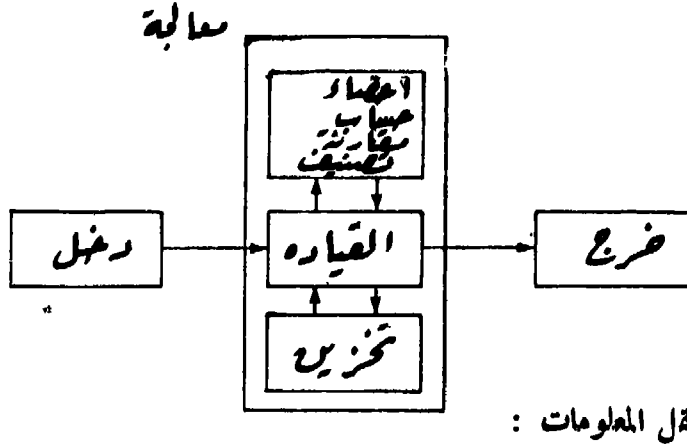 معالجة
احصاء
حساب
مقارنة
تصنيف
دخل
القياده
خرج
تخزين
المعلومات :